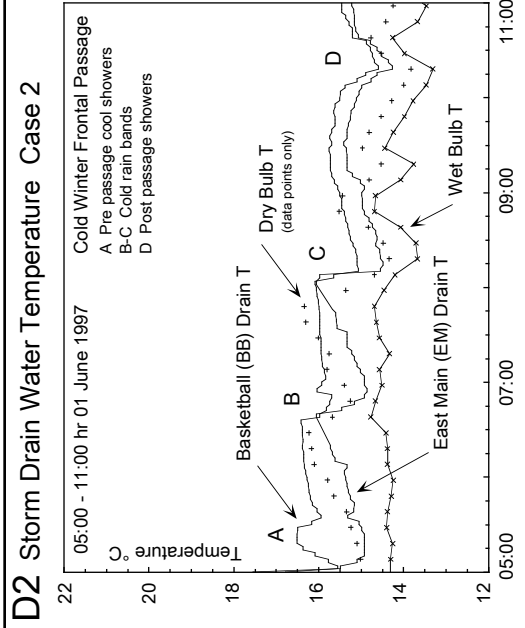 D2 Storm Drain Water Temperature Case 2
05:00 - 11:00 hr 01 June 1997
Cold Winter Frontal Passage
A Pre passage cool showers
B-C Cold rain bands
D Post passage showers
Temperature °C
22
20
18
16
14
12
A
B
C
D
Basketball (BB) Drain T
Dry Bulb T
(data points only)
East Main (EM) Drain T
Wet Bulb T
05:00
07:00
09:00
11:00